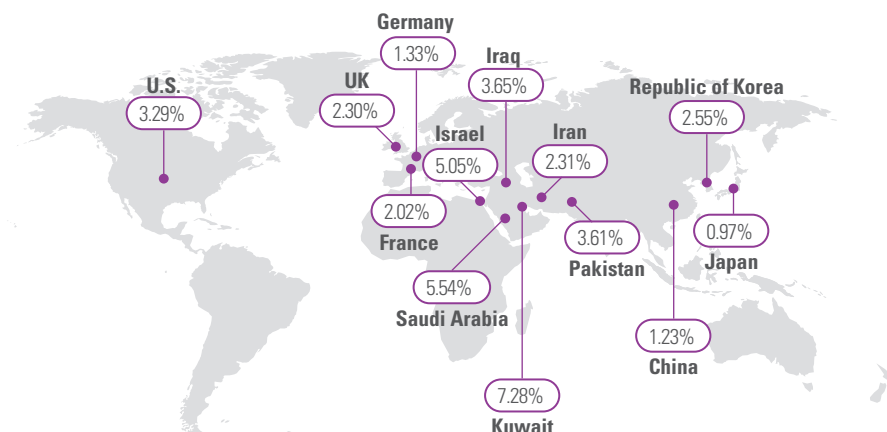 Germany
1.33%
Iraq
3.65%
U.S.
3.29%
UK
2.30%
Republic of Korea
2.55%
Israel
5.05%
Iran
2.31%
2.02%
France
3.61%
Pakistan
0.97%
Japan
5.54%
Saudi Arabia
1.23%
China
7.28%
Kuwait